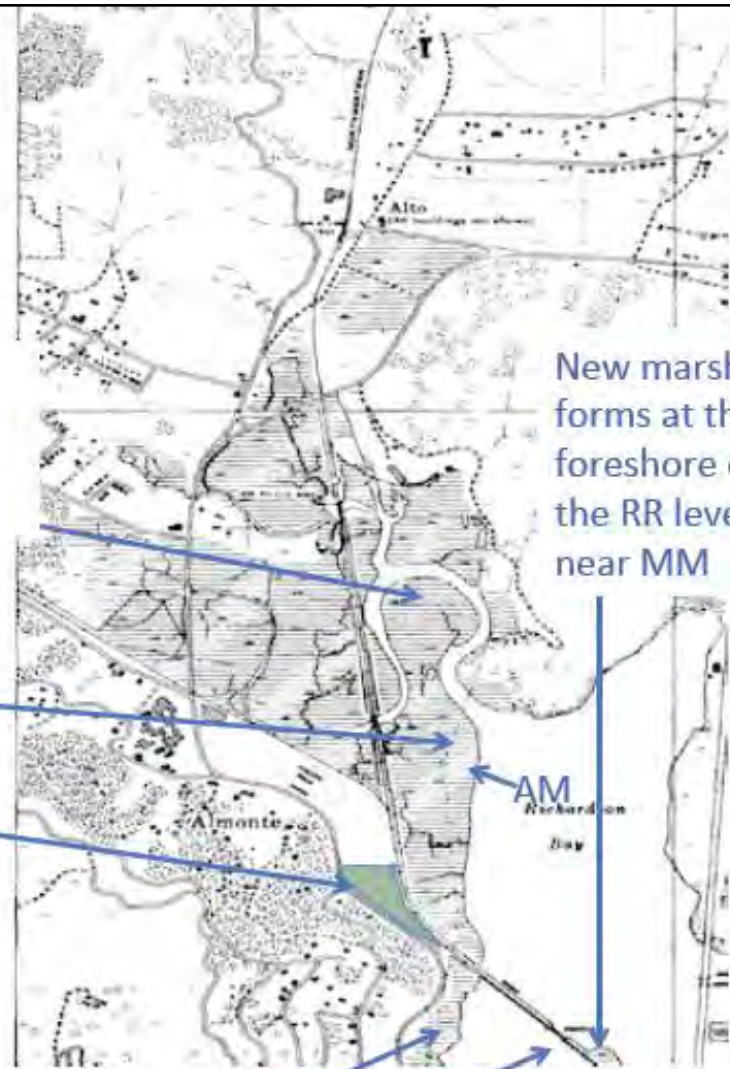 Alto
New marsh
forms at th
foreshore o
the RR leve
near MM
AM
Richardson
Bay
Almonte